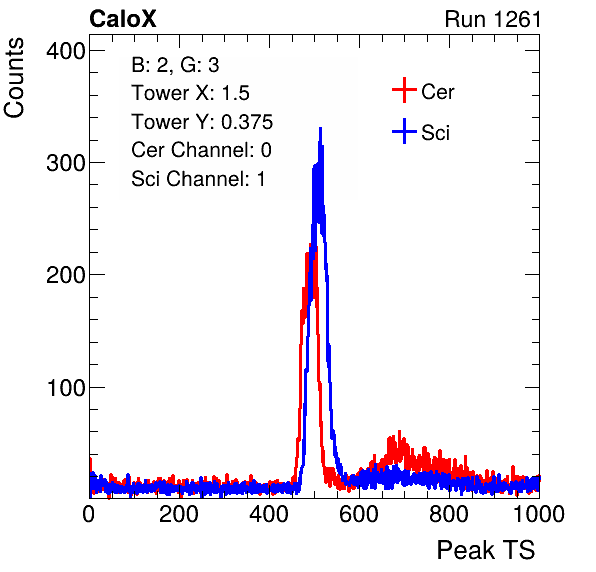 CaloX Run 1261
Counts
400
300
200
100
B: 2, G: 3
Tower X: 1.5
Tower Y: 0.375
Cer Channel: 0
Sci Channel: 1
Cer
Sci
0 200 400 600 800 1000
Peak TS